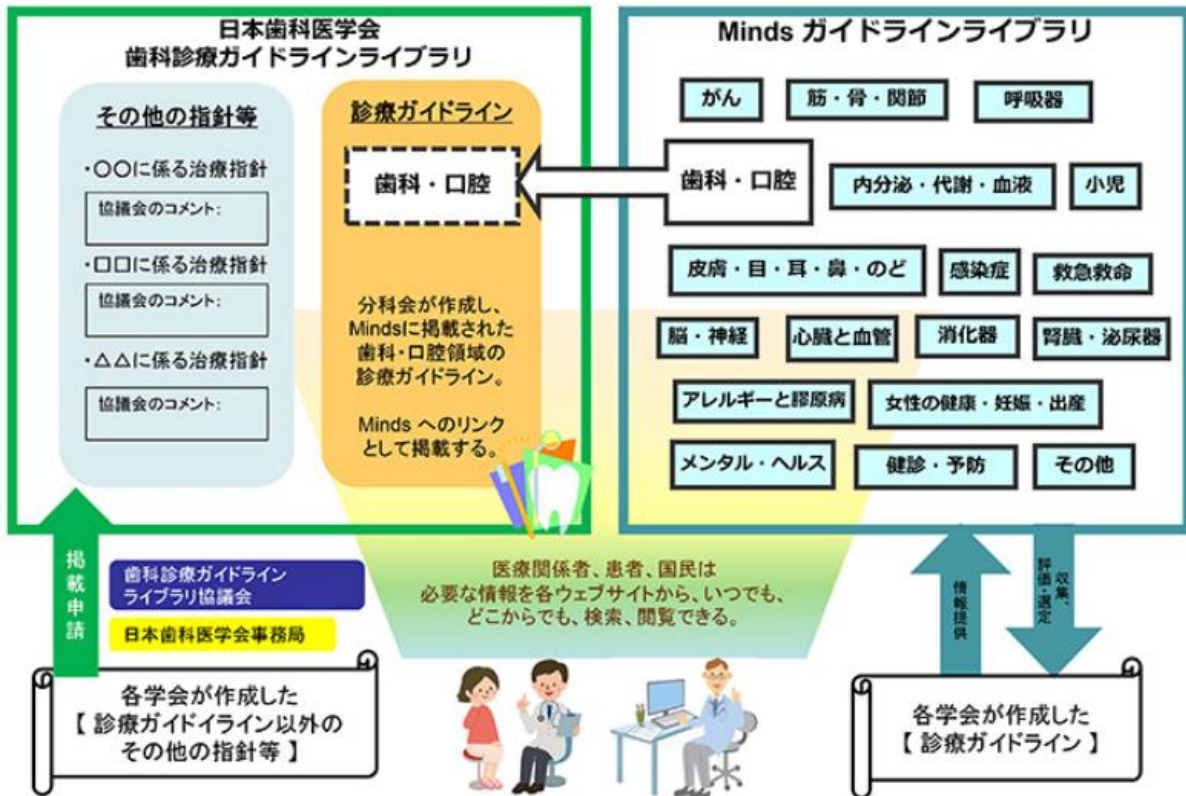 日本歯科医学会
歯科診療ガイドラインライブラリ
その他の指針等
・〇〇に係る治療指針
協議会のコメント：
・□□に係る治療指針
協議会のコメント：
・△△に係る治療指針
協議会のコメント：
診療ガイドライン
歯科・口腔
分科会が作成し、
Mindsに掲載された
歯科・口腔領域の
診療ガイドライン。
Minds へのリンク
として掲載する。
Minds ガイドラインライブラリ
がん
筋・骨・関節
呼吸器
歯科・口腔
内分泌・代謝・血液
小児
皮膚・目・耳・鼻・のど
感染症
救急救命
脳・神経
心臓と血管
消化器
腎臓・泌尿器
アレルギーと膠原病
女性の健康・妊娠・出産
メンタル・ヘルス
健診・予防
その他
掲載申請
歯科診療ガイドライン
ライブラリ協議会
日本歯科医学会事務局
医療関係者、患者、国民は
必要な情報を各ウェブサイトから、いつでも、
どこからでも、検索、閲覧できる。
情報提供
収集、
評価・選定
各学会が作成した
【 診療ガイドイライン以外の
その他の指針等 】
各学会が作成した
【 診療ガイドライン 】